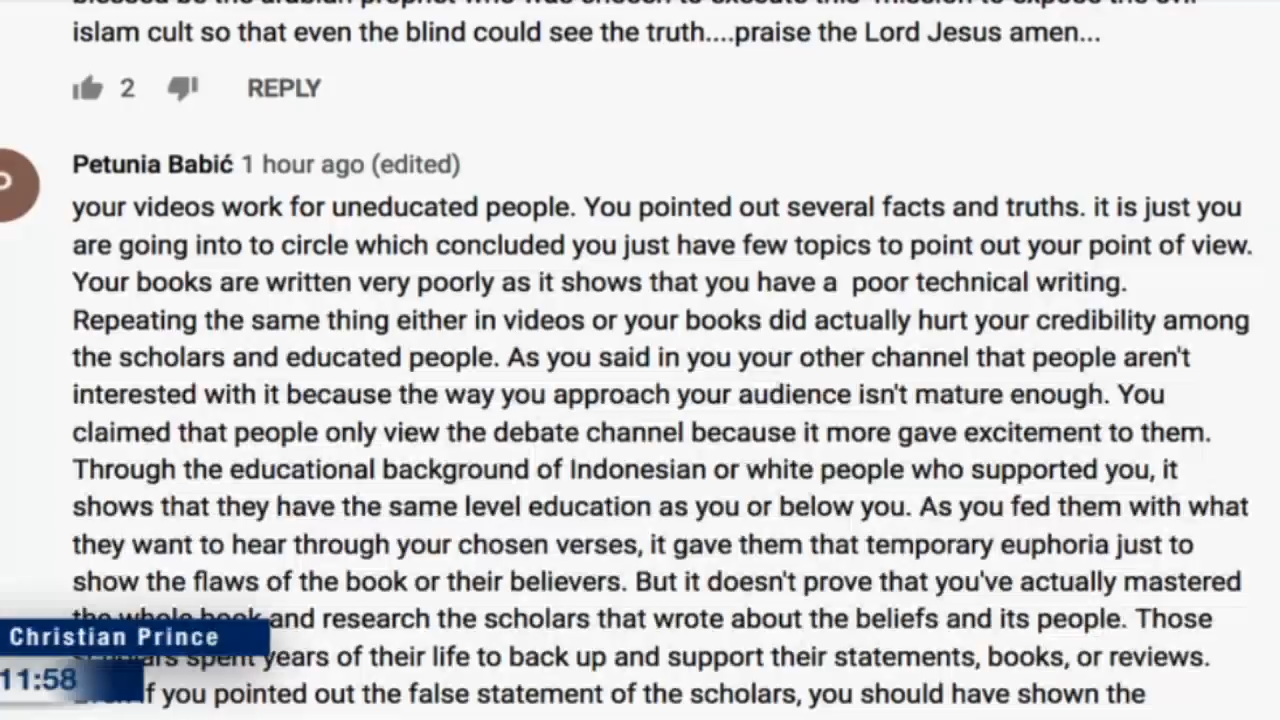 islam cult so that even the blind could see the truth....praise the Lord Jesus amen...
2 REPLY
Petunia Babić 1 hour ago (edited)
your videos work for uneducated people. You pointed out several facts and truths. it is just you
are going into to circle which concluded you just have few topics to point out your point of view.
Your books are written very poorly as it shows that you have a poor technical writing.
Repeating the same thing either in videos or your books did actually hurt your credibility among
the scholars and educated people. As you said in you your other channel that people aren't
interested with it because the way you approach your audience isn't mature enough. You
claimed that people only view the debate channel because it more gave excitement to them.
Through the educational background of Indonesian or white people who supported you, it
shows that they have the same level education as you or below you. As you fed them with what
they want to hear through your chosen verses, it gave them that temporary euphoria just to
show the flaws of the book or their believers. But it doesn't prove that you've actually mastered
the whole book and research the scholars that wrote about the beliefs and its people. Those
Christian Prince
scholars spent years of their life to back up and support their statements, books, or reviews.
11:58
if you pointed out the false statement of the scholars, you should have shown the